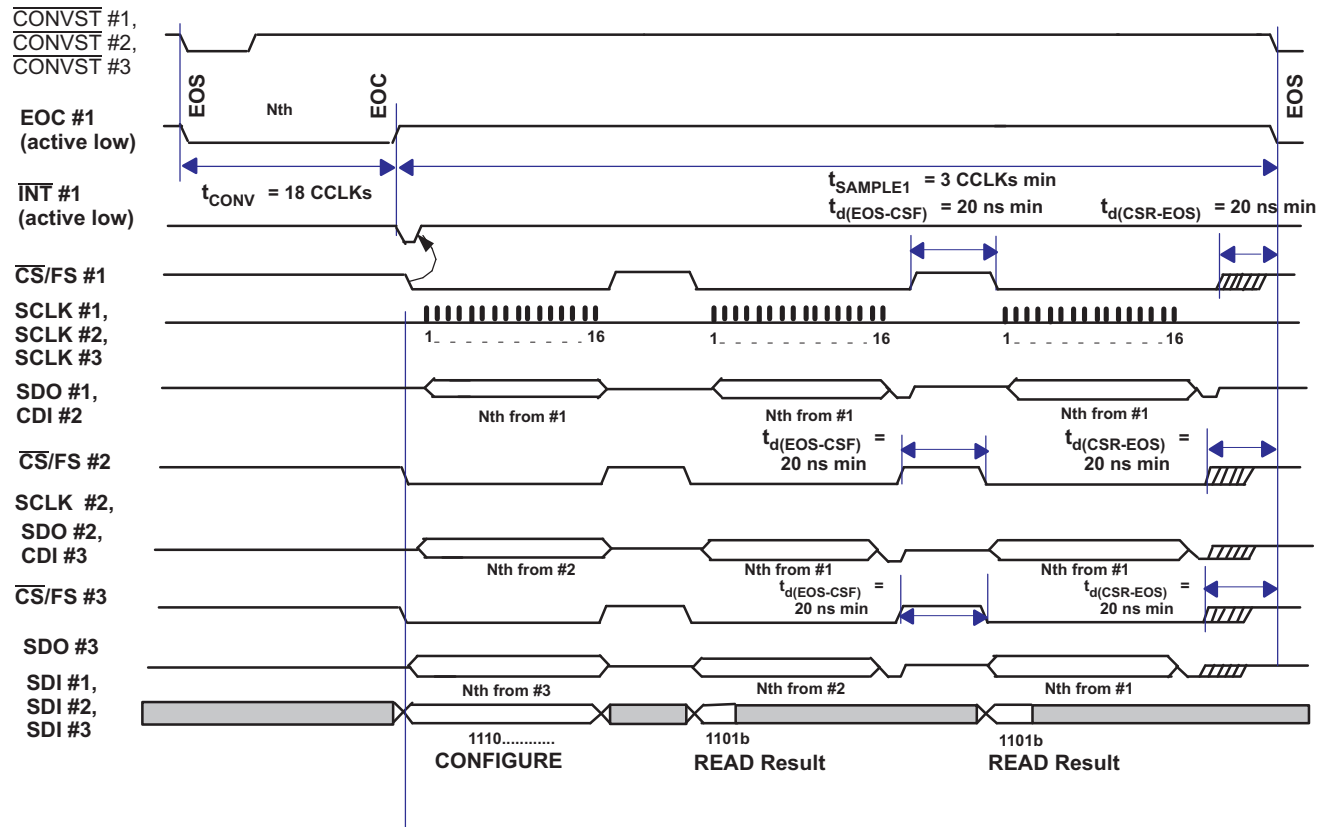 CONVST #1,
CONVST #2,
CONVST #3
EOS
EOC
EOS
Nth
EOC #1
(active low)
tCONV = 18 CCLKs
tSAMPLE1 = 3 CCLKs min
INT #1
(active low)
td(EOS-CSF) = 20 ns min
td(CSR-EOS) = 20 ns min
CS/FS #1
SCLK #1,
SCLK #2,
SCLK #3
1_ _ _ _ _ _ _ _ _ _ 16
1_ _ _ _ _ _ _ _ _ _ 16
1_ _ _ _ _ _ _ _ _ _ 16
SDO #1,
CDI #2
Nth from #1
Nth from #1
Nth from #1
td(EOS-CSF) =
20 ns min
td(CSR-EOS) =
20 ns min
CS/FS #2
SCLK #2,
SDO #2,
CDI #3
Nth from #2
Nth from #1
Nth from #1
td(EOS-CSF) =
20 ns min
td(CSR-EOS) =
20 ns min
CS/FS #3
SDO #3
Nth from #3
Nth from #2
Nth from #1
SDI #1,
SDI #2,
SDI #3
1110............
CONFIGURE
1101b
READ Result
1101b
READ Result